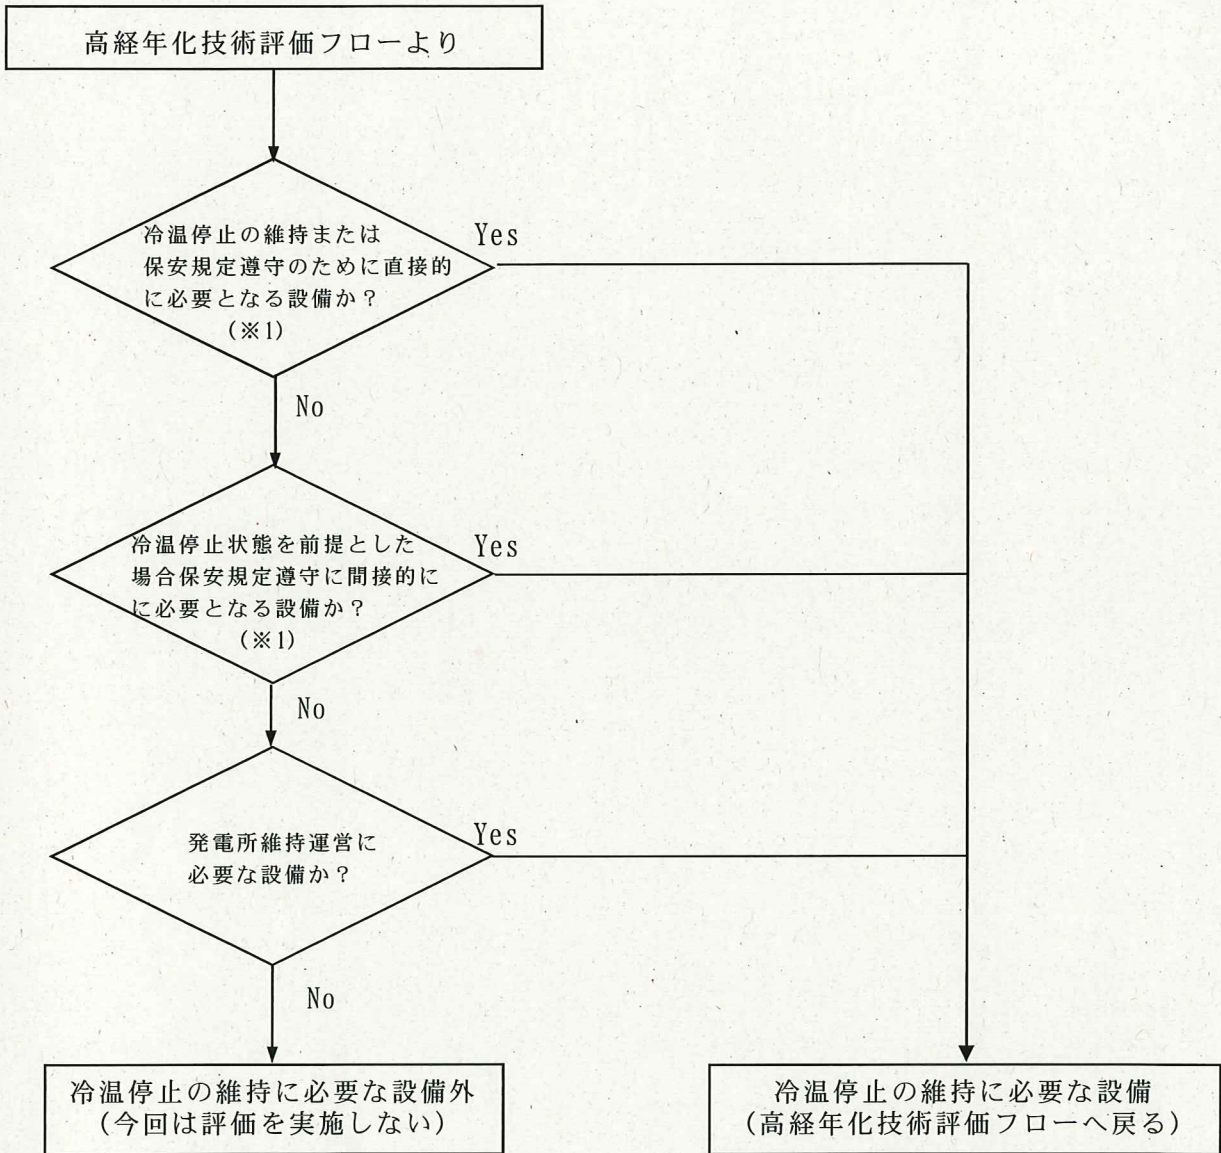 高経年化技術評価フローより
冷温停止の維持または
保安規定遵守のために直接的
に必要となる設備か？
(※1)
Yes
No
冷温停止状態を前提とした
場合保安規定遵守に間接的に
に必要となる設備か？
(※1)
Yes
No
発電所維持運営に
必要な設備か？
Yes
No
冷温停止の維持に必要な設備外
（今回は評価を実施しない）
冷温停止の維持に必要な設備
（高経年化技術評価フローへ戻る）